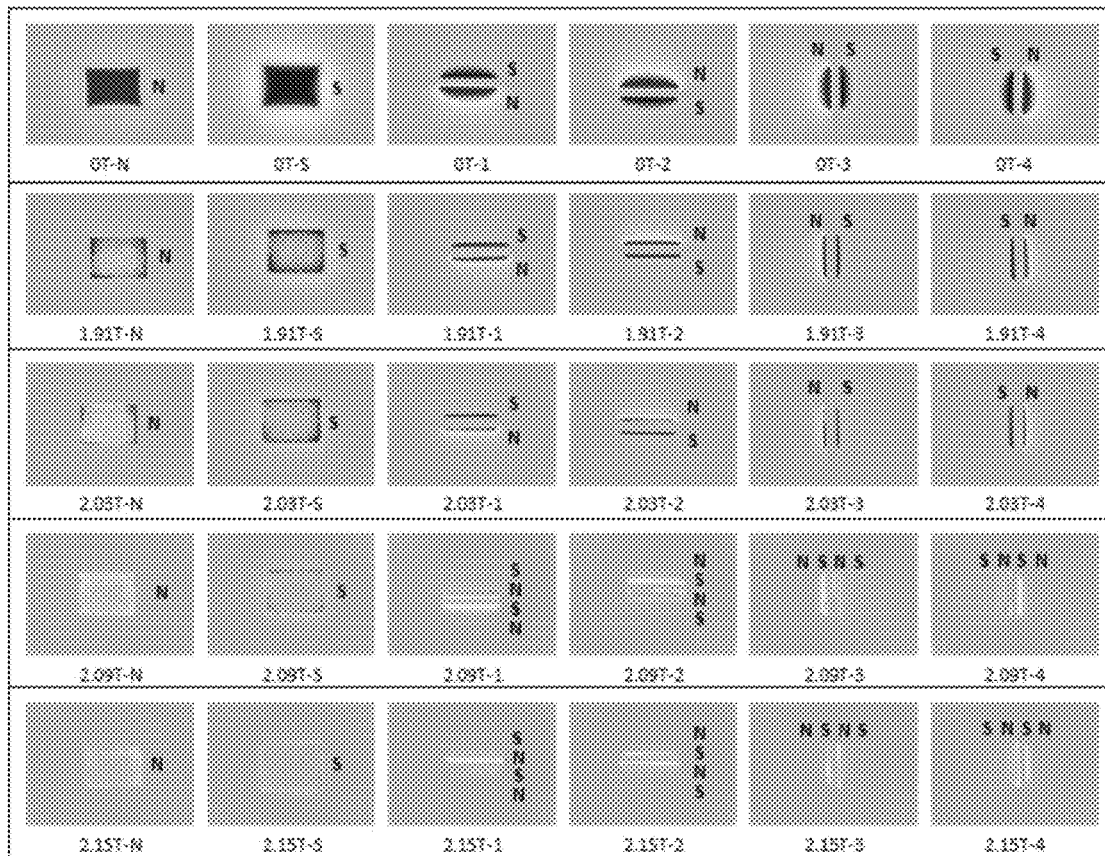 N S S N N S S N
N S
0T-N 0T-S 0T-1 0T-2 0T-3 0T-4
S N N S S N
N S
N S
1.91T-N 1.91T-S 1.91T-1 1.91T-2 1.91T-3 1.91T-4
S N N S S N
N S
N S
2.03T-N 2.03T-S 2.03T-1 2.03T-2 2.03T-3 2.03T-4
S N N S N S S N S N
N S N S
S N
N S
2.09T-N 2.09T-S 2.09T-1 2.09T-2 2.09T-3 2.09T-4
S N N S N S S N S N
N S N S
S N
N S
2.15T-N 2.15T-S 2.15T-1 2.15T-2 2.15T-3 2.15T-4